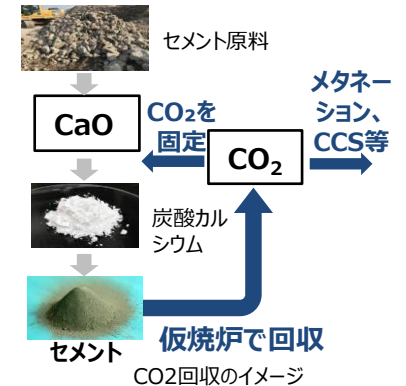 セメント原料
メタネー
ション、
CCS等
CO₂を
固定
CaO
CO₂
炭酸カル
シウム
仮焼炉で回収
セメント
CO2回収のイメージ